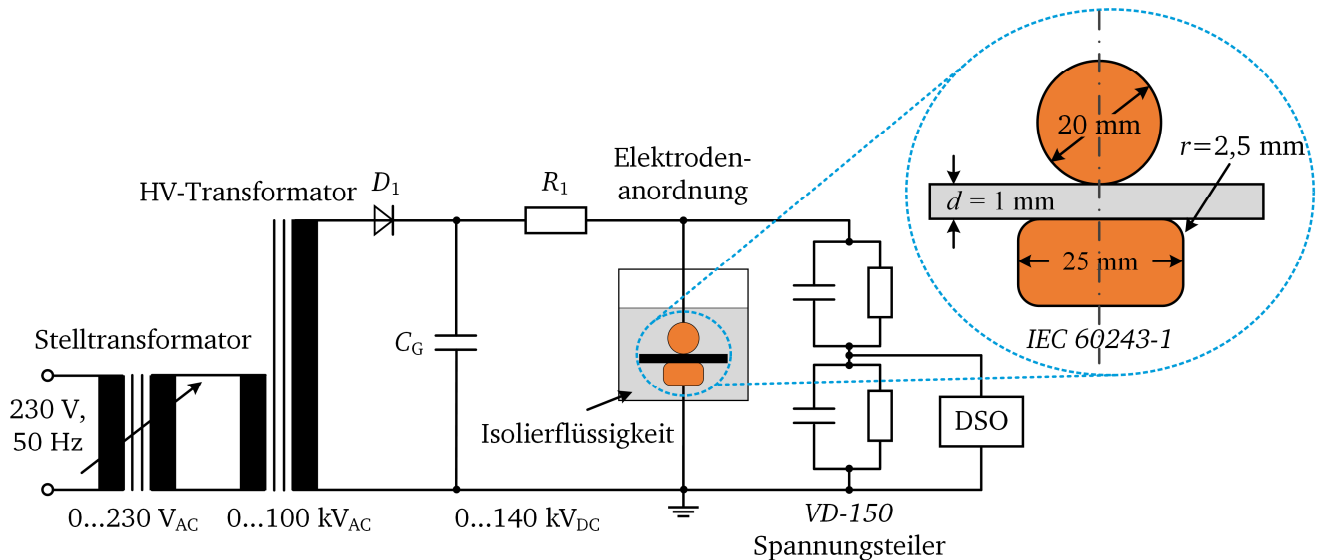 Elektroden-
anordnung
HV-Transformator
D1
R1
20 mm
r=2,5 mm
d = 1 mm
25 mm
IEC 60243-1
Stelltransformator
CG
230 V,
50 Hz
Isolierflüssigkeit
DSO
0...230 VAC
0...100 kVAC
0...140 kVDC
VD-150
Spannungsteiler